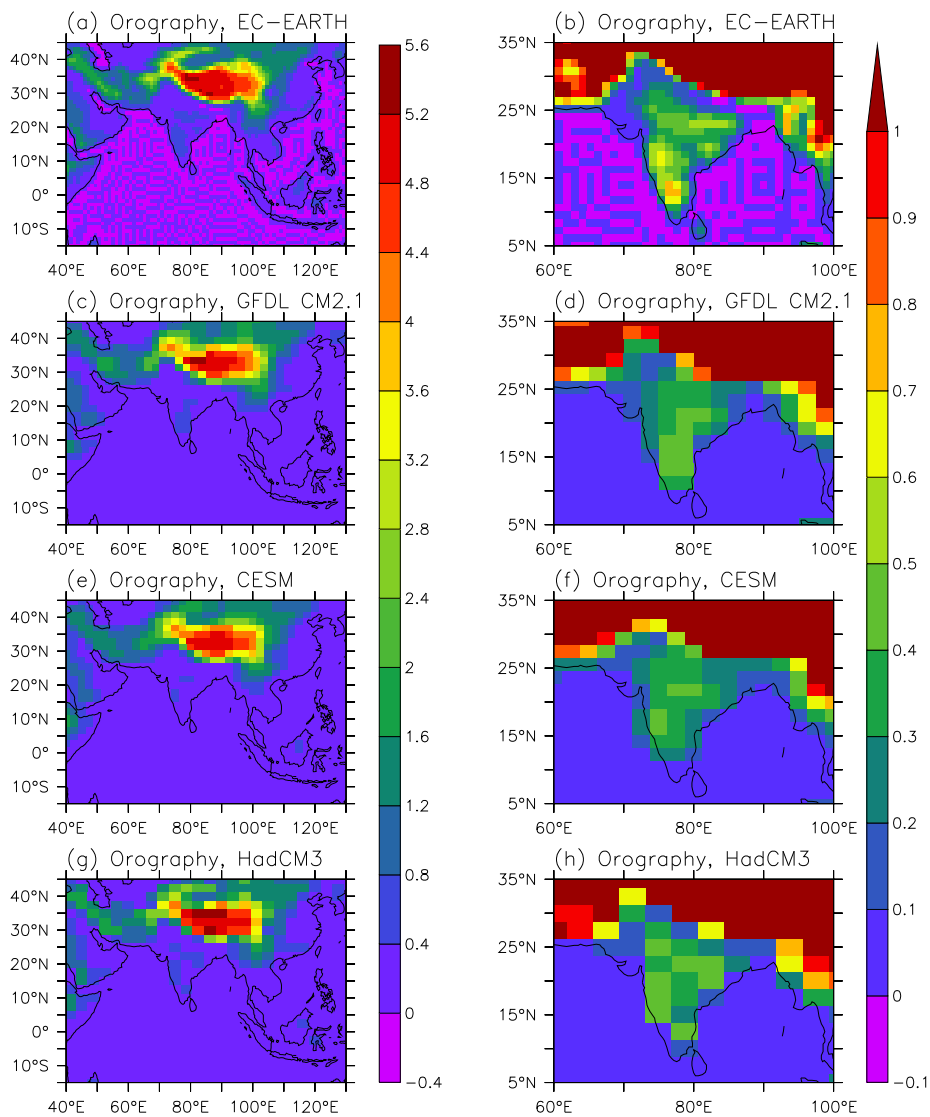 (a) Orography, EC-EARTH
(b) Orography, EC-EARTH
40°N
30°N
20°N
10°N
0°
10°S
40°E 60°E 80°E 100°E 120°E
35°N
25°N
15°N
5°N
60°E 80°E 100°E
(c) Orography, GFDL CM2.1
(d) Orography, GFDL CM2.1
40°N
30°N
20°N
10°N
0°
10°S
40°E 60°E 80°E 100°E 120°E
35°N
25°N
15°N
5°N
60°E 80°E 100°E
(e) Orography, CESM
(f) Orography, CESM
40°N
30°N
20°N
10°N
0°
10°S
40°E 60°E 80°E 100°E 120°E
35°N
25°N
15°N
5°N
60°E 80°E 100°E
(g) Orography, HadCM3
(h) Orography, HadCM3
40°N
30°N
20°N
10°N
0°
10°S
40°E 60°E 80°E 100°E 120°E
35°N
25°N
15°N
5°N
60°E 80°E 100°E
5.6
5.2
4.8
4.4
4
3.6
3.2
2.8
2.4
2
1.6
1.2
0.8
0.4
0
-0.4
1
0.9
0.8
0.7
0.6
0.5
0.4
0.3
0.2
0.1
0
-0.1